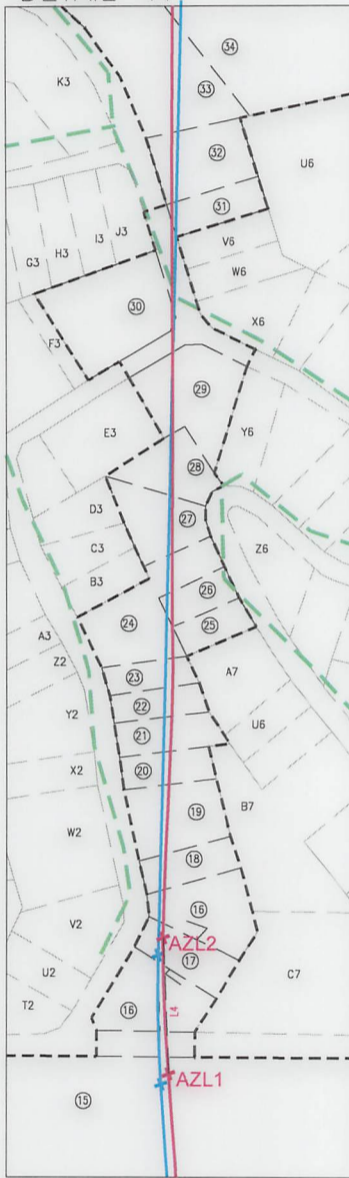 34
K3
33
32
U6
31
J3
I3
H3
G3
V6
W6
30
X6
F3
29
E3
Y6
28
D3
27
Z6
C3
B3
26
24
25
A3
Z2
23
A7
22
Y2
U6
21
X2
20
19
B7
W2
18
16
V2
AZL2
17
U2
C7
T2
16
L4
AZL1
15